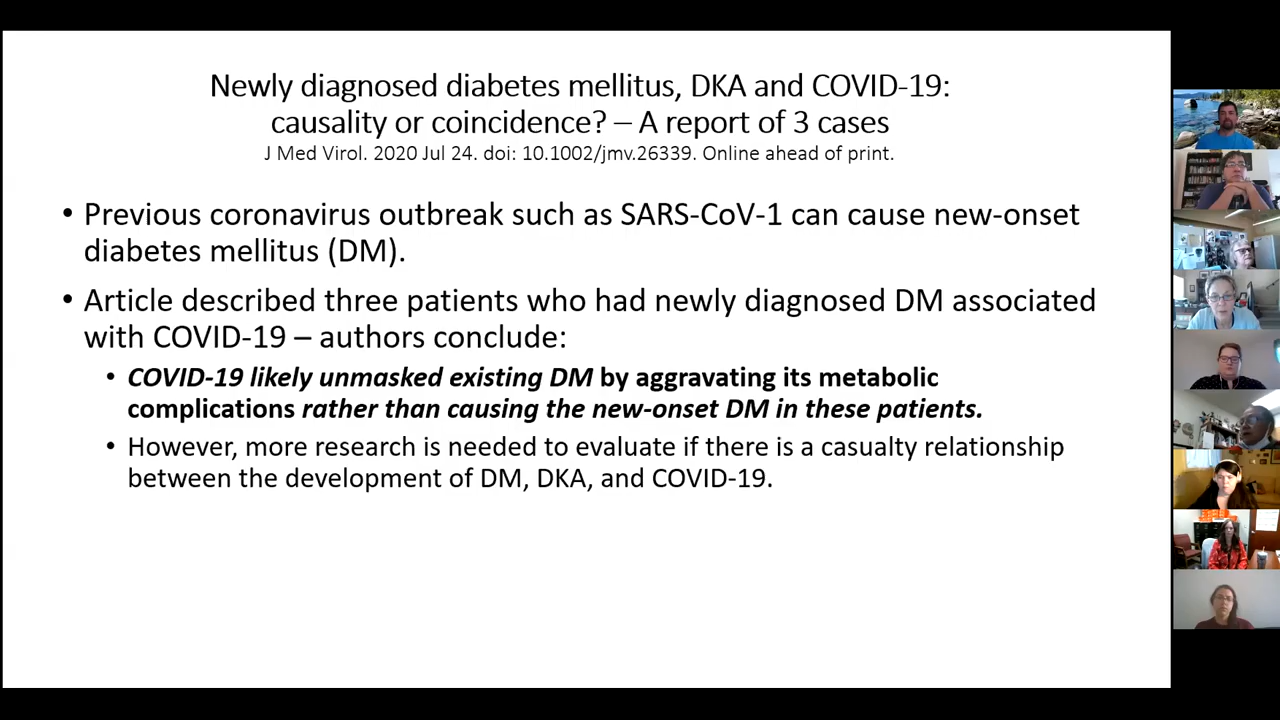 Newly diagnosed diabetes mellitus, DKA and COVID-19:
causality or coincidence? – A report of 3 cases
J Med Virol. 2020 Jul 24. doi: 10.1002/jmv.26339. Online ahead of print.
• Previous coronavirus outbreak such as SARS-CoV-1 can cause new-onset
diabetes mellitus (DM).
• Article described three patients who had newly diagnosed DM associated
with COVID-19 – authors conclude:
• COVID-19 likely unmasked existing DM by aggravating its metabolic
complications rather than causing the new-onset DM in these patients.
• However, more research is needed to evaluate if there is a casualty relationship
between the development of DM, DKA, and COVID-19.